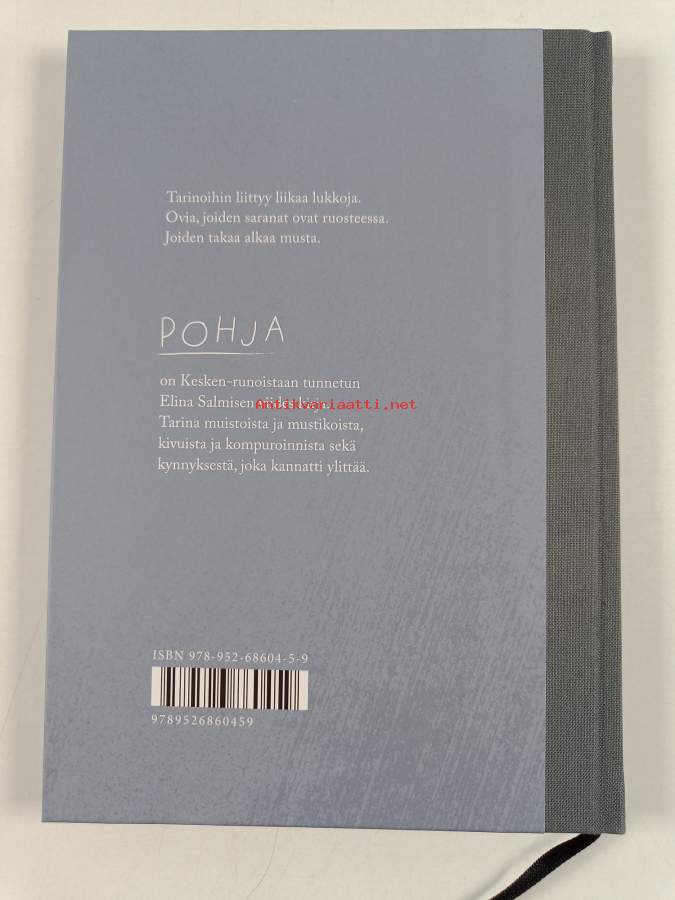 Tarinoihin liittyy liikaa lukkoja.
Ovia, joiden saranat ovat ruosteessa.
Joiden takaa alkaa musta.
POHJA
on Kesken-runoistaan tunnetun
Elina Salmisen
Antikvariaatti.net
Tarina muistoista ja mustikoista,
kivuista ja kompuroinnista sekä
kynnyksestä, joka kannatti ylittää.
ISBN 978-952-68604-5-9
9789526860459